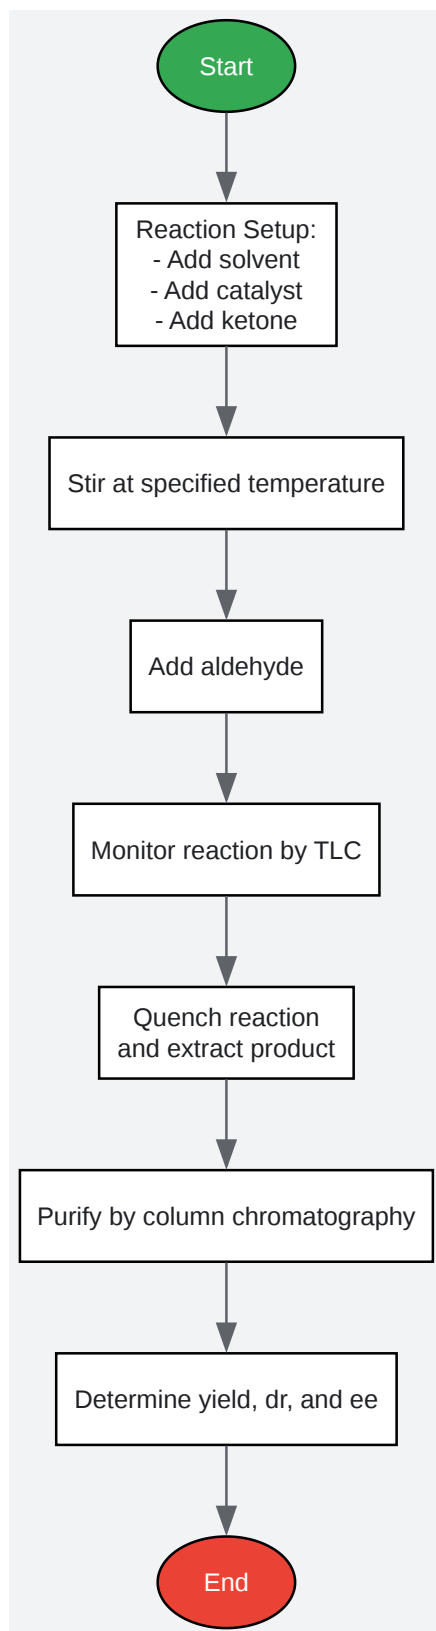 Start
Reaction Setup:
- Add solvent
- Add catalyst
- Add ketone
Stir at specified temperature
Add aldehyde
Monitor reaction by TLC
Quench reaction
and extract product
Purify by column chromatography
Determine yield, dr, and ee
End